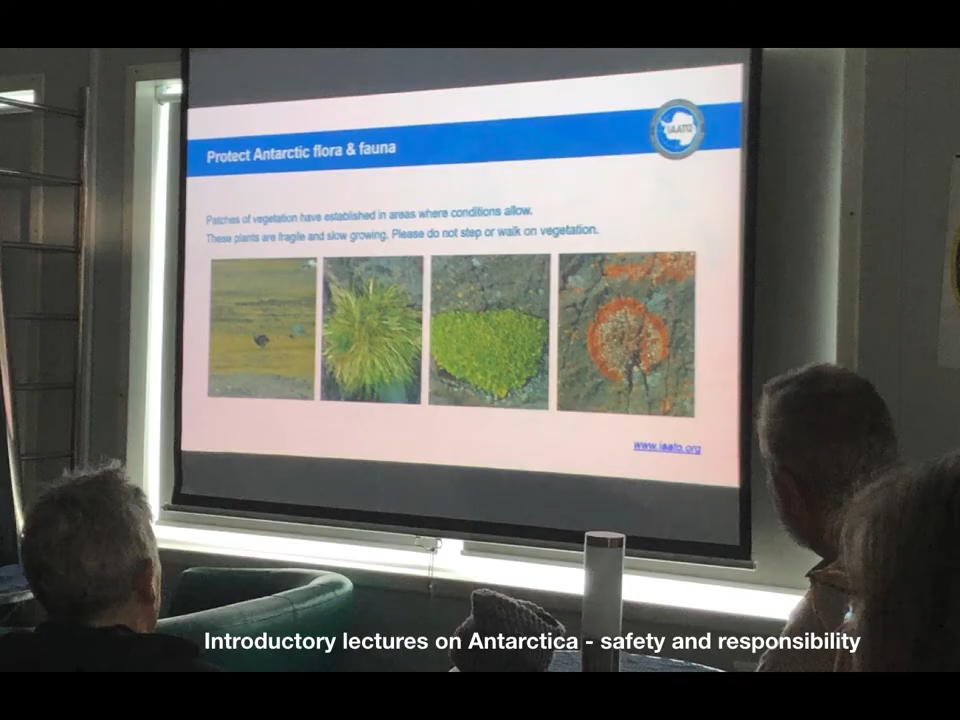 Protect Antarctic flora & fauna
IAATO
Patches of vegetation have established in areas where conditions allow.
These plants are fragile and slow growing. Please do not step or walk on vegetation.
www.iaato.org
Introductory lectures on Antarctica - safety and responsibility